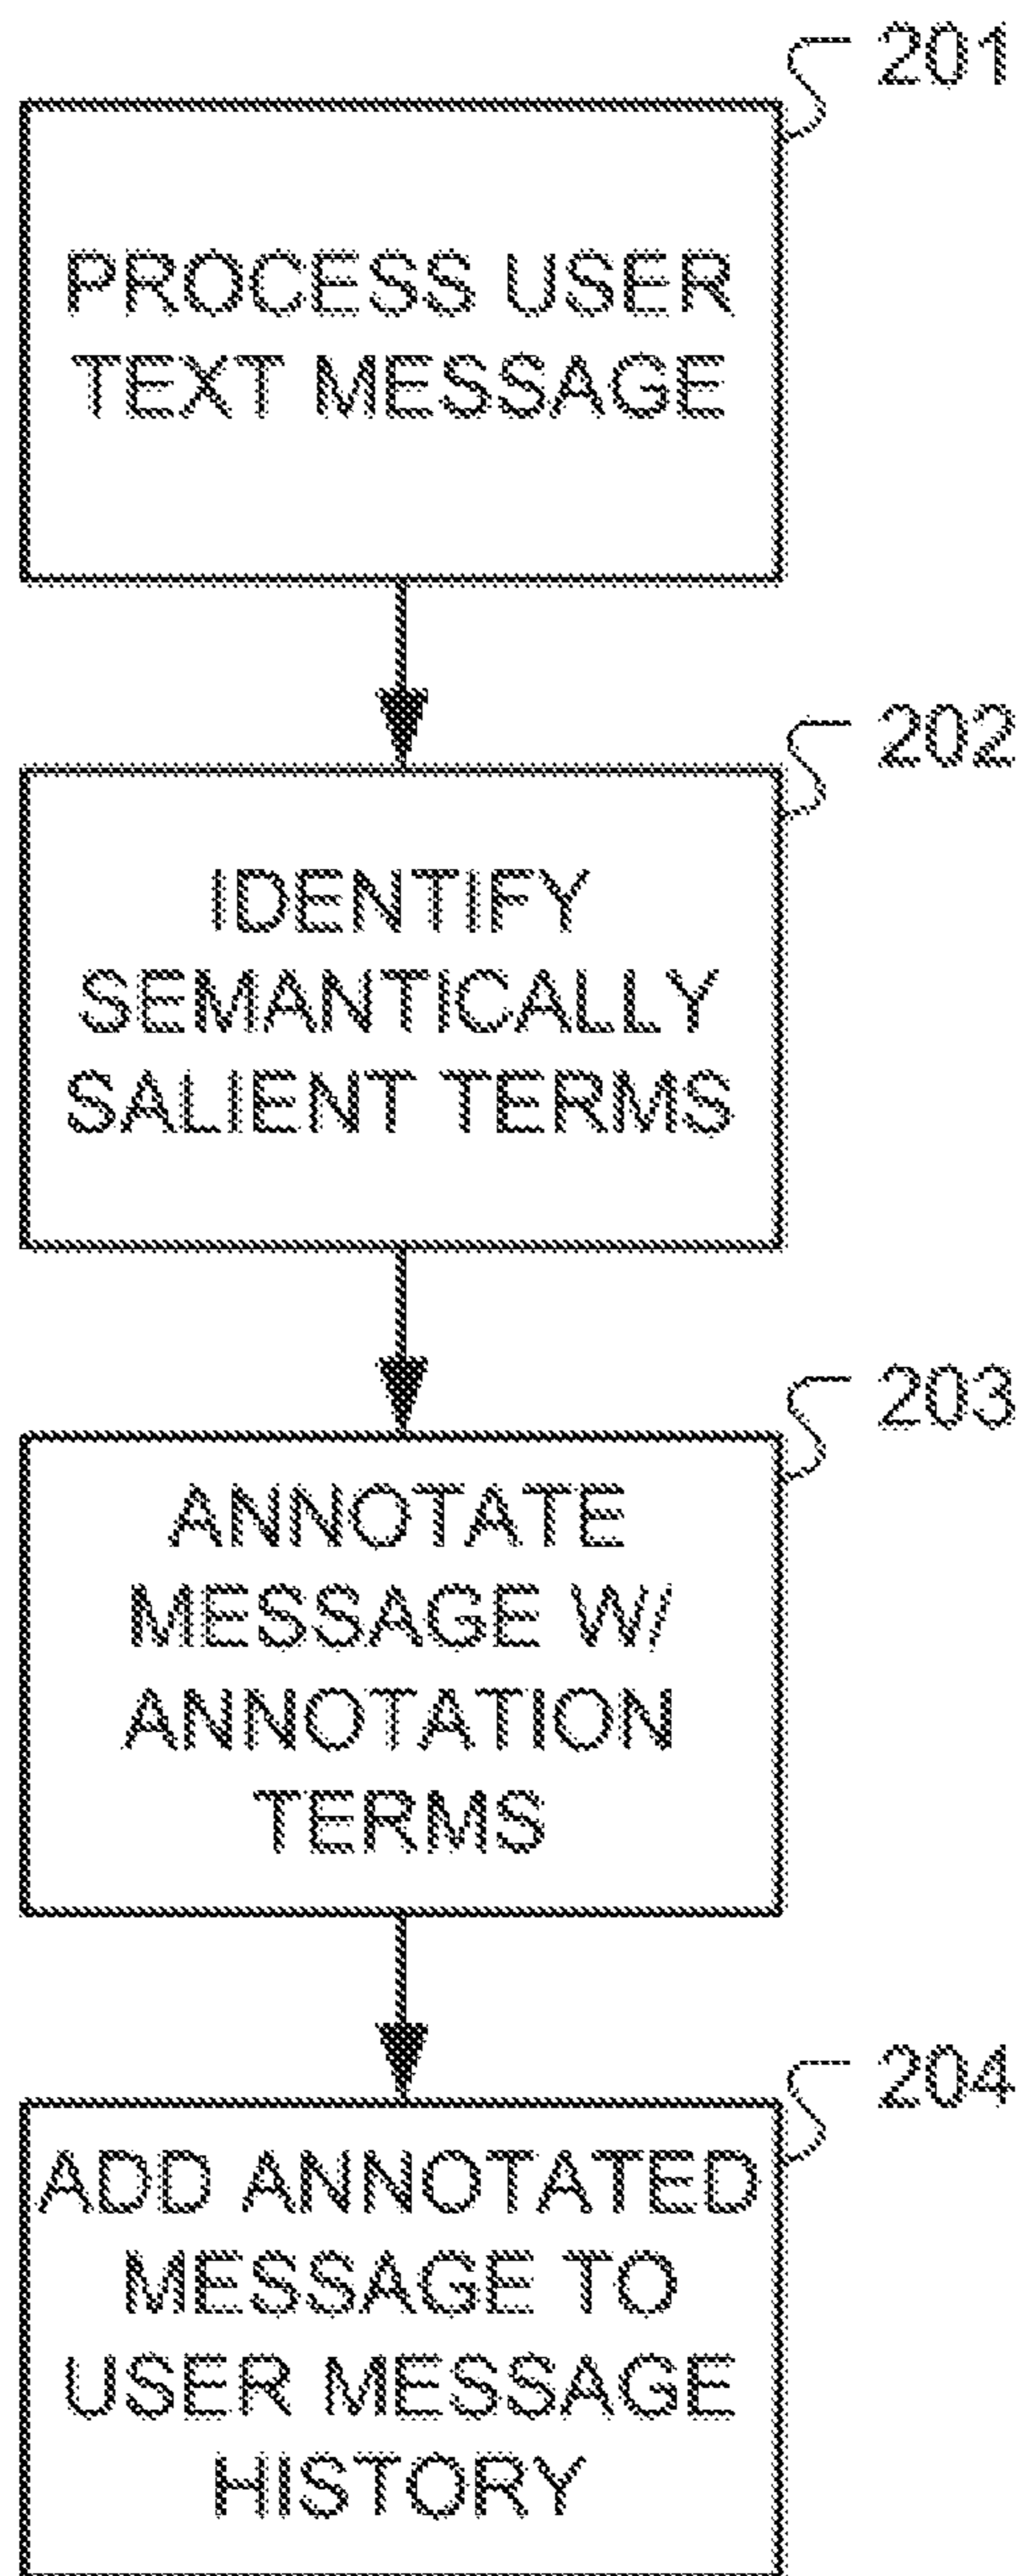 201
PROCESS USER
TEXT MESSAGE
202
IDENTIFY
SEMANTICALLY
SALIENT TERMS
203
ANNOTATE
MESSAGE W/
ANNOTATION
TERMS
204
ADD ANNOTATED
MESSAGE TO
USER MESSAGE
HISTORY